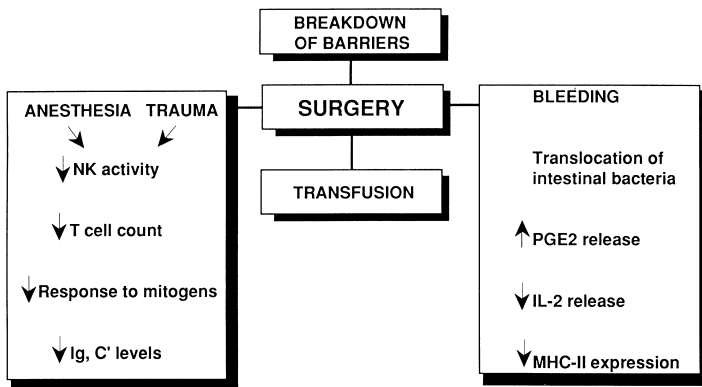 BREAKDOWN
OF BARRIERS
SURGERY
TRANSFUSION
ANESTHESIA TRAUMA
NK activity
T cell count
Response to mitogens
Ig, C' levels
BLEEDING
Translocation of
intestinal bacteria
PGE2 release
IL-2 release
MHC-II expression